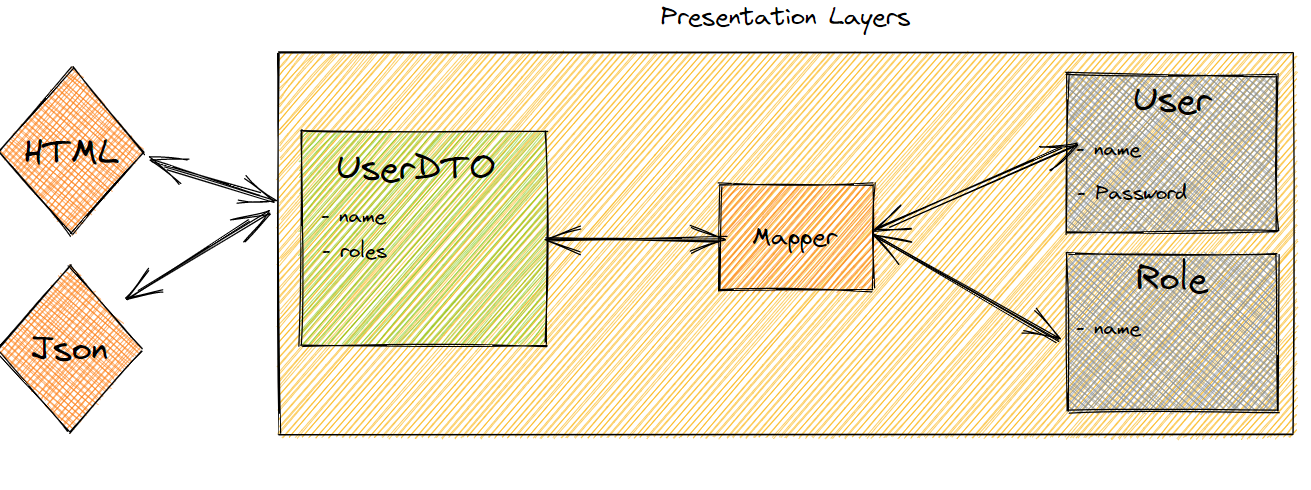 Presentation Layers
HTML
Json
UserDTO
- name
- roles
Mapper
User
- name
- Password
Role
- name